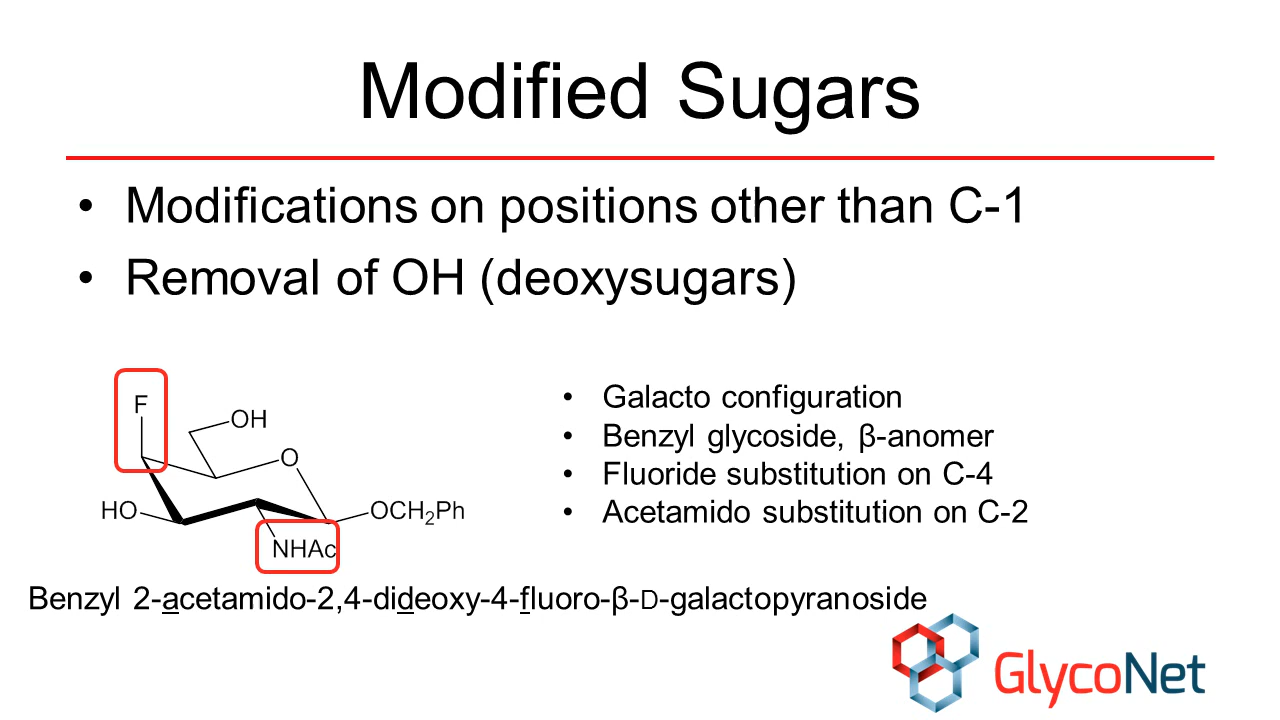 Modified Sugars
• Modifications on positions other than C-1
• Removal of OH (deoxysugars)
F
OH
O
HO
OCH₂Ph
NHAc
• Galacto configuration
• Benzyl glycoside, β-anomer
• Fluoride substitution on C-4
• Acetamido substitution on C-2
Benzyl 2-acetamido-2,4-dideoxy-4-fluoro-β-D-galactopyranoside
GlycoNet